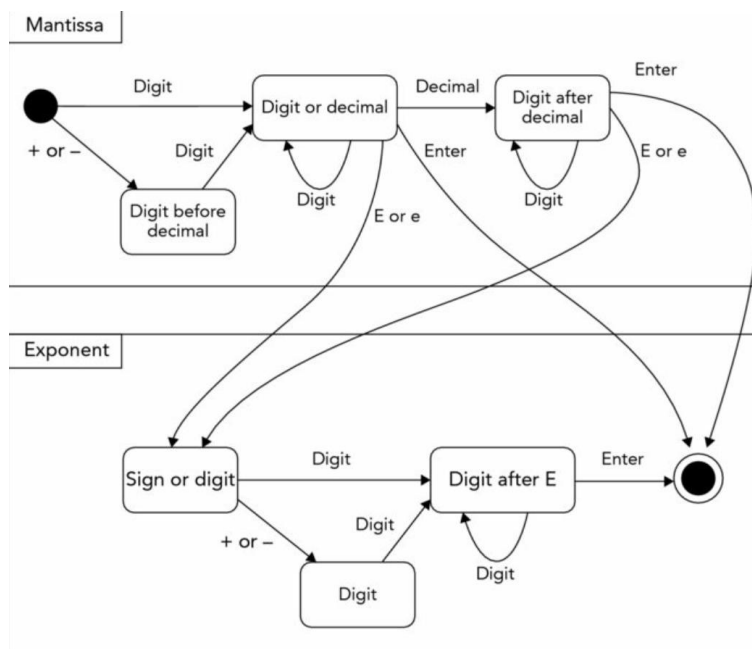 Mantissa
Digit
Digit or decimal
Decimal
Digit after
decimal
Enter
+ or –
Digit
Digit before
decimal
Digit
E or e
Enter
Digit
E or e
Exponent
Sign or digit
Digit
Digit after E
Enter
+ or –
Digit
Digit
Digit